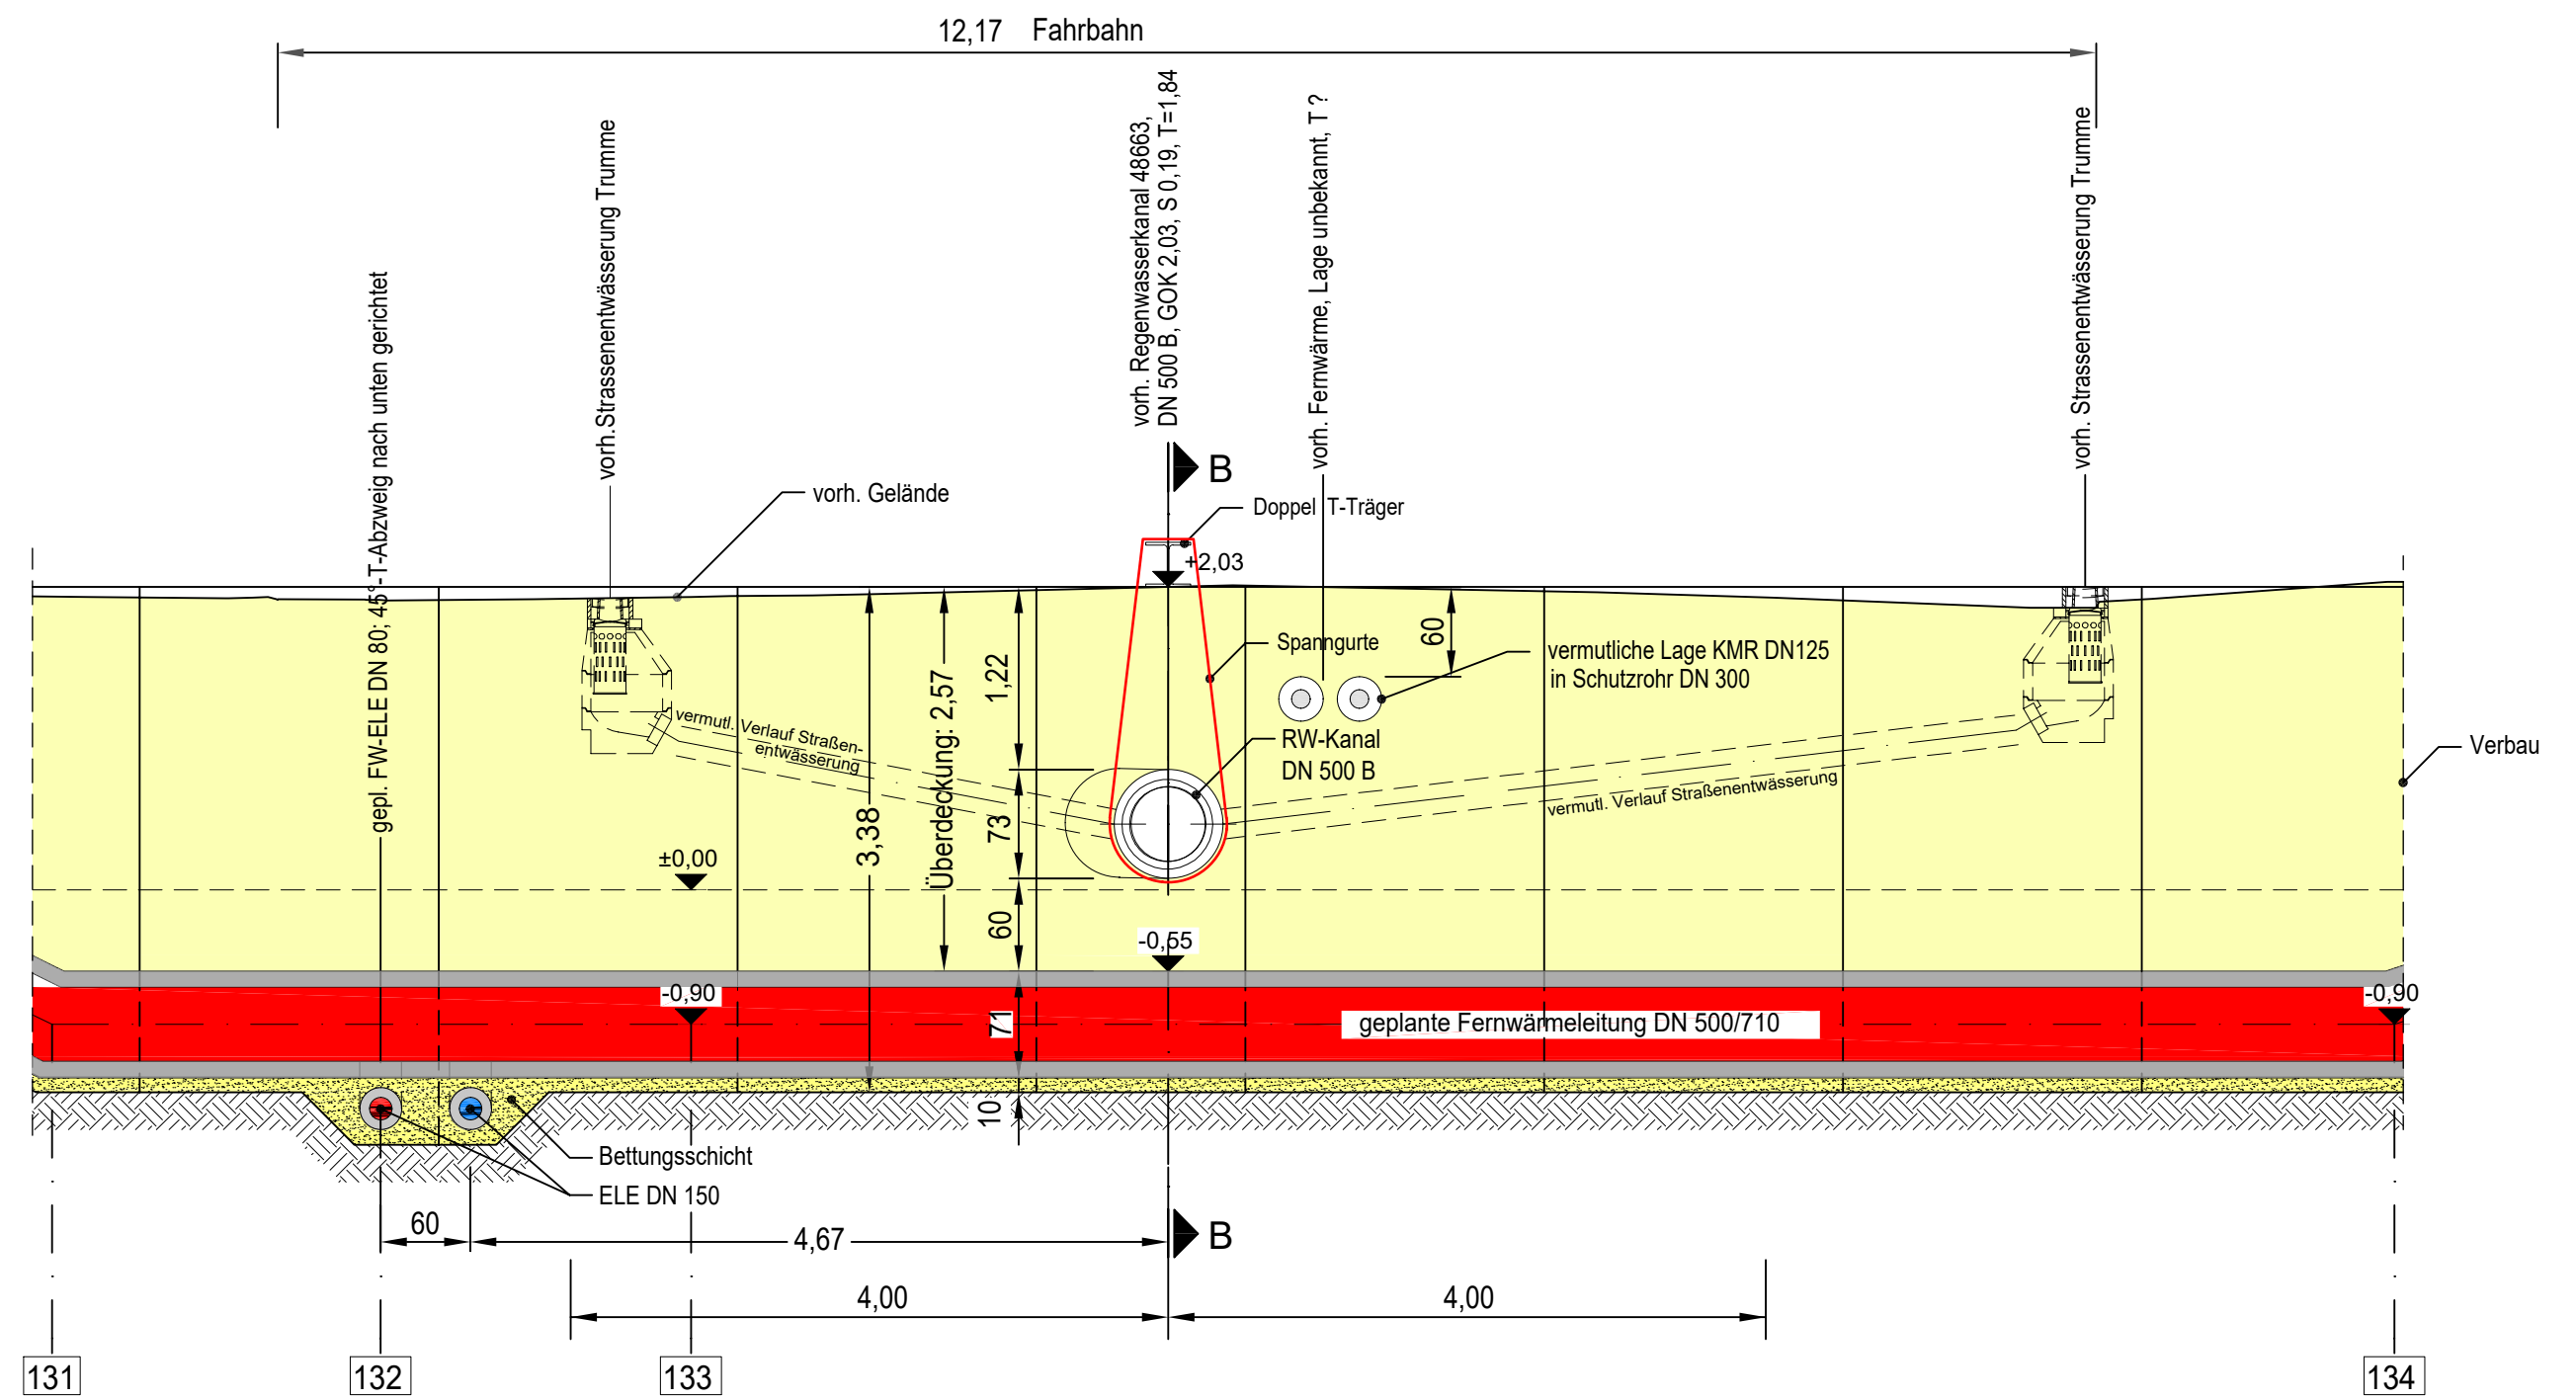 12,17 Fahrbahn
vorh.Strassenentwässerung Trumme
vorh. Regenwasserkanal 48663,
DN 500 B, GOK 2,03, S 0,19, T=1,84
vorh. Fernwärme, Lage unbekannt, T ?
vorh. Strassenentwässerung Trumme
gepl. FW-ELE DN 80; 45°-T-Abzweig nach unten gerichtet
B
vorh. Gelände
Doppel T-Träger
+2,03
Spanngurte
60
vermutliche Lage KMR DN125
in Schutzrohr DN 300
1,22
Überdeckung: 2,57
3,38
vermutl. Verlauf Straßen-
entwässerung
RW-Kanal
DN 500 B
Verbau
73
vermutl. Verlauf Straßenentwässerung
±0,00
60
-0,55
-0,90
-0,90
71
geplante Fernwärmeleitung DN 500/710
10
Bettungsschicht
ELE DN 150
60
4,67
B
4,00
4,00
131
132
133
134